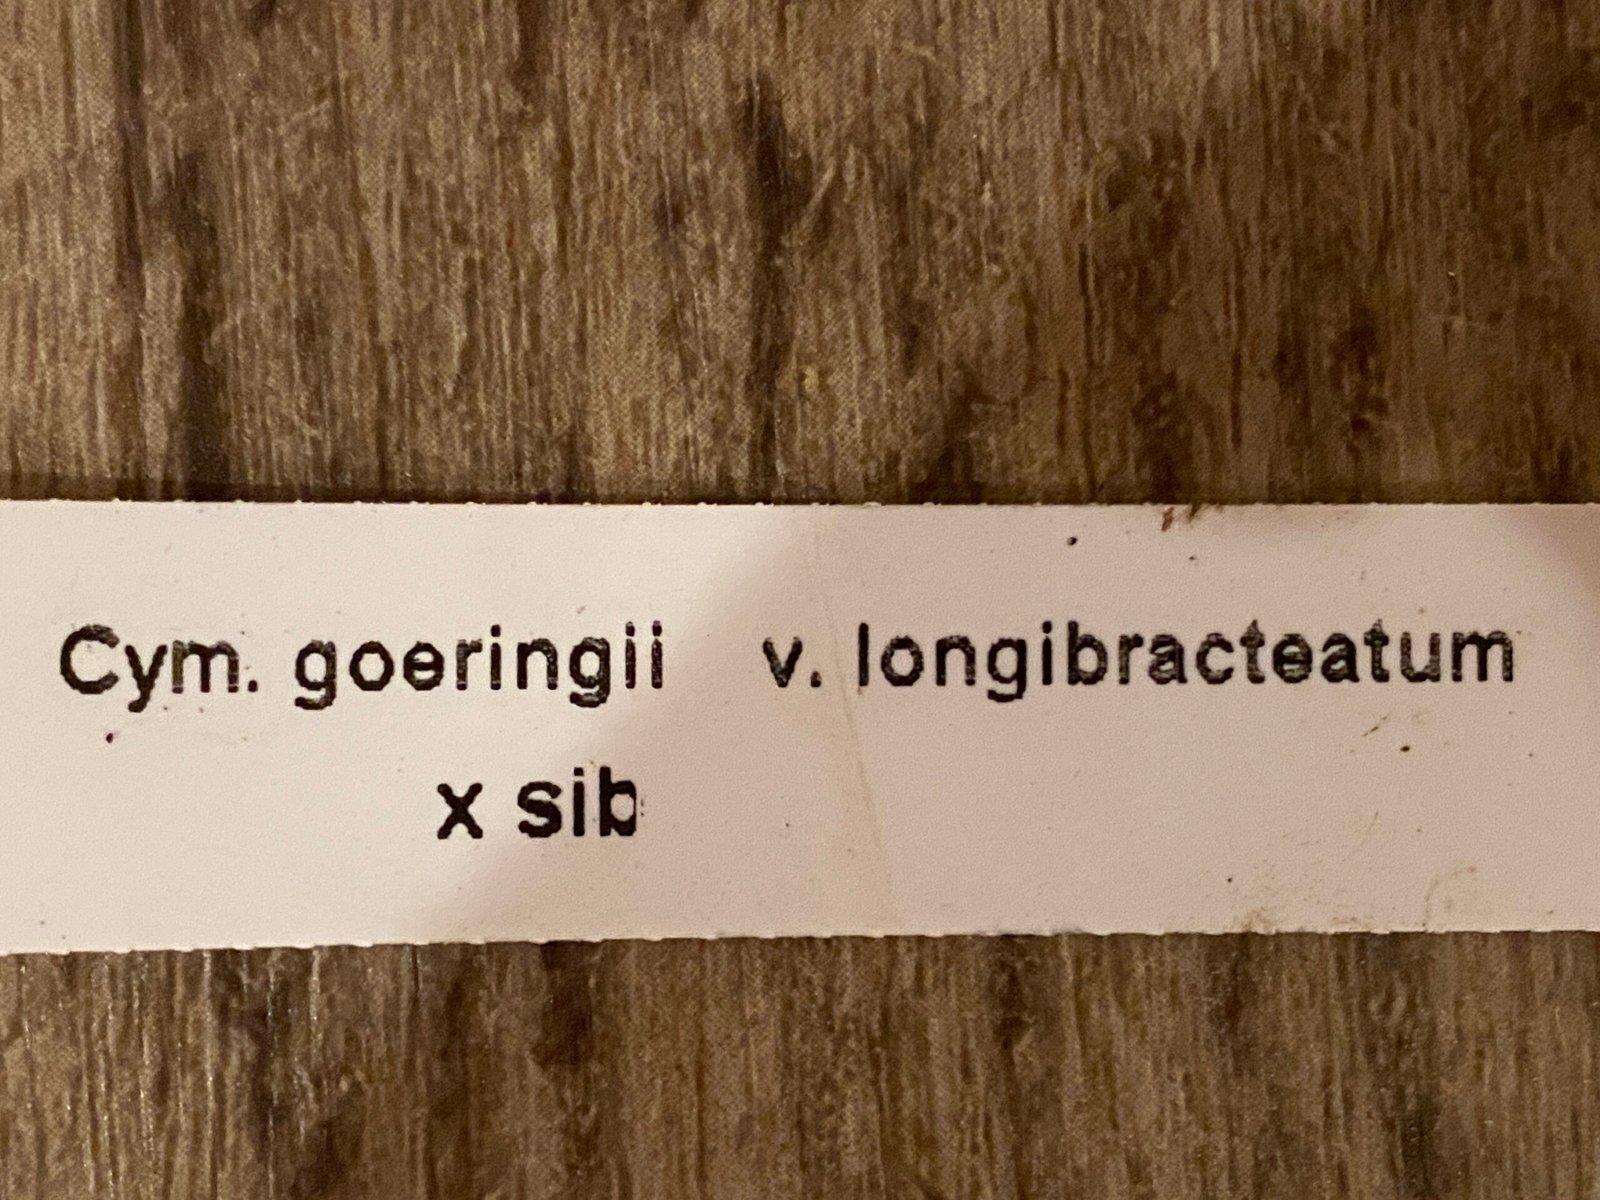 Cym. goeringii v. longibracteatum
x sib